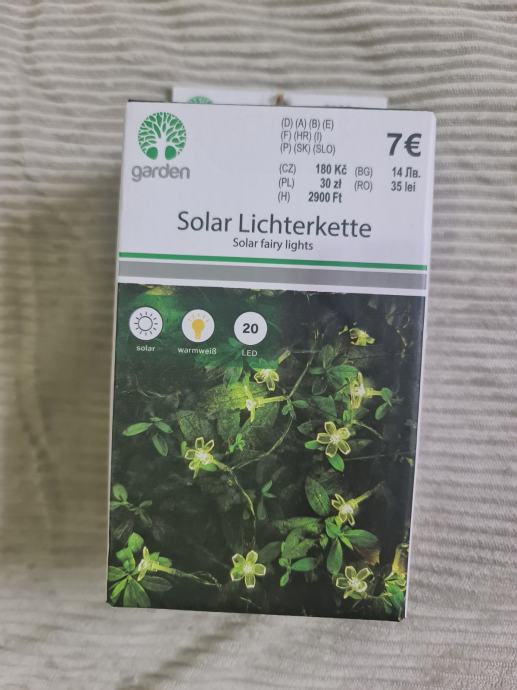 garden
(D) (A) (B) (E)
(F) (HR) (I)
(P) (SK) (SLO)
7€
(CZ) 180 Kč (BG) 14 Лв.
(PL) 30 zł (RO) 35 lei
(H) 2900 Ft
Solar Lichterkette
Solar fairy lights
solar
warmweiß
20
LED